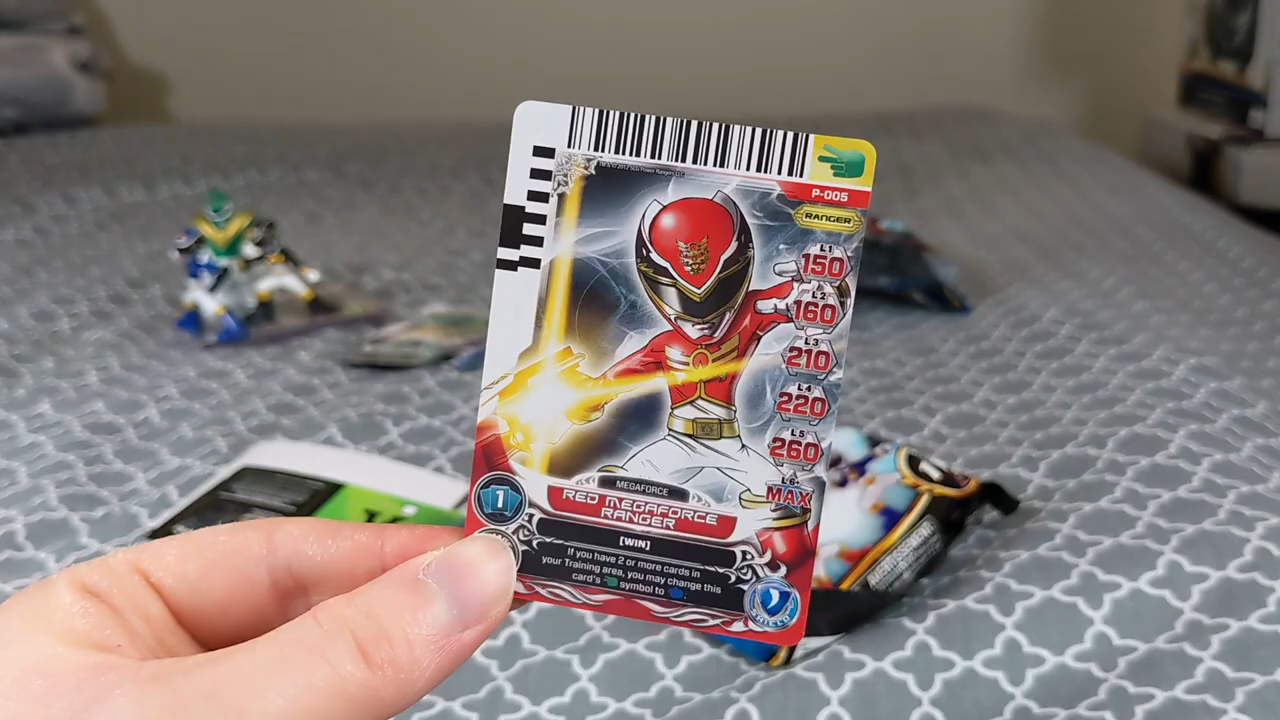 P-005
RANGER
L1
150
L2
160
L3
210
L4
220
L5
260
L6
MAX
MEGAFORCE
1
RED MEGAFORCE
RANGER
[WIN]
If you have 2 or more cards in
your Training area, you may change this
card's symbol to .
SHIELD